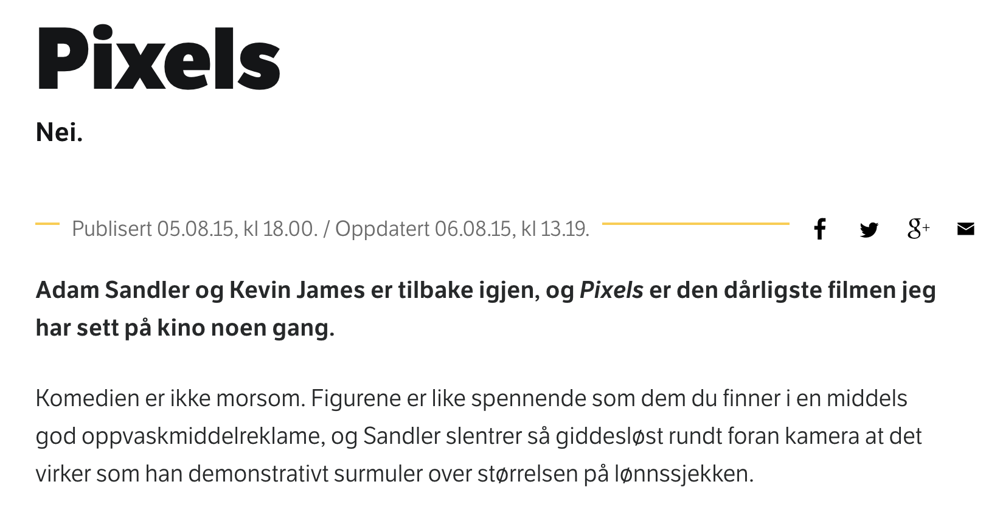 Pixels
Nei.
Publisert 05.08.15, kl 18.00. / Oppdatert 06.08.15, kl 13.19.
f
g+
Adam Sandler og Kevin James er tilbake igjen, og Pixels er den dårligste filmen jeg
har sett på kino noen gang.
Komedien er ikke morsom. Figurene er like spennende som dem du finner i en middels
god oppvaskmiddelreklame, og Sandler slentrer så giddesløst rundt foran kamera at det
virker som han demonstrativt surmuler over størrelsen på lønnssjekken.